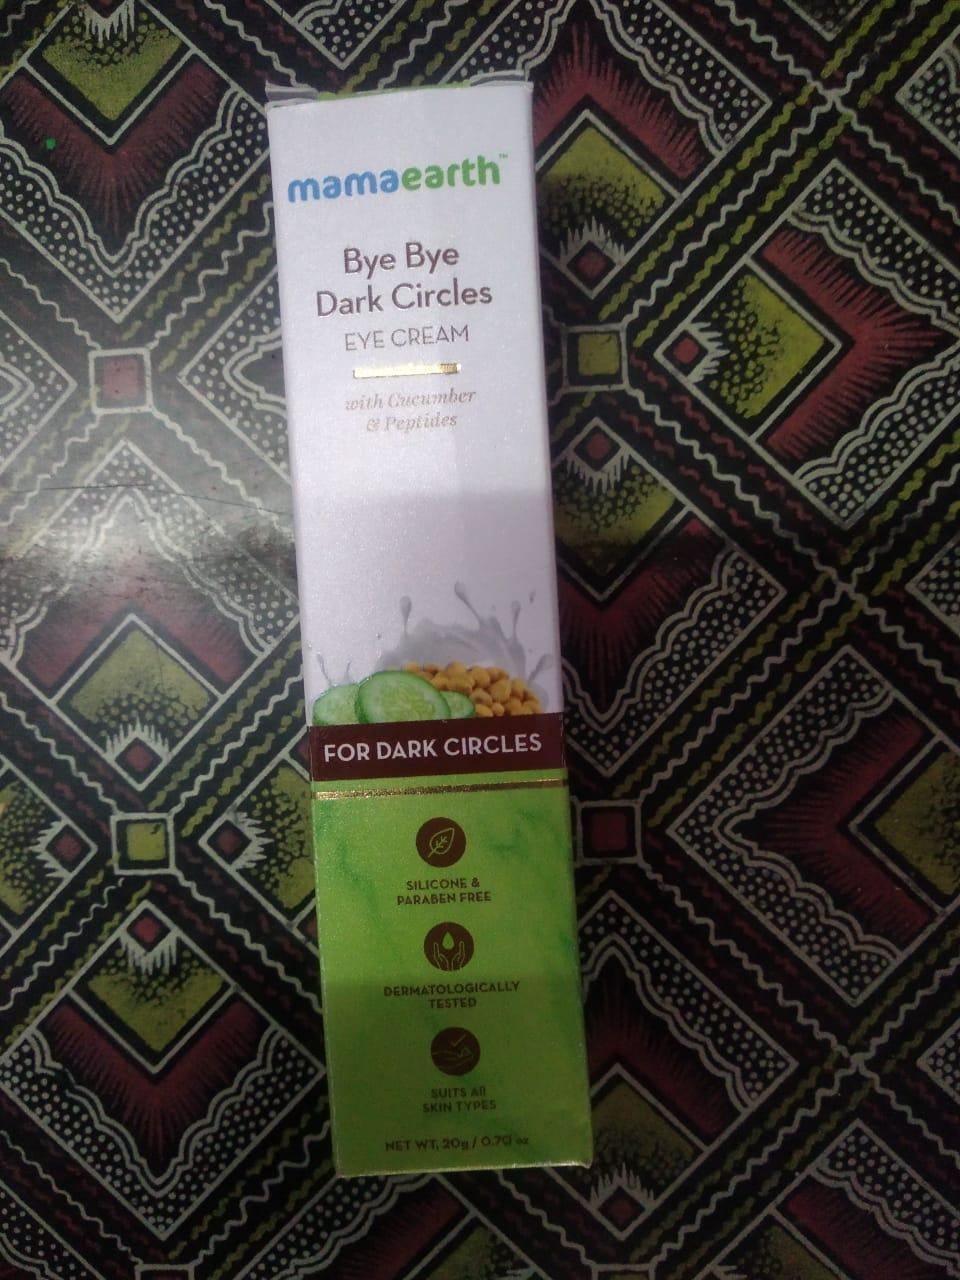 mamaearth™
Bye Bye
Dark Circles
EYE CREAM
with Cucumber
& Peptides
FOR DARK CIRCLES
SILICONE &
PARABEN FREE
DERMATOLOGICALLY
TESTED
SUITS All
SKIN TYPES
NET WT, 20g / 0.70 oz